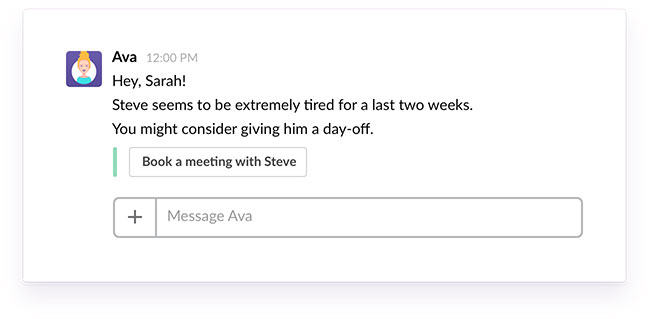 Ava 12:00 PM
Hey, Sarah!
Steve seems to be extremely tired for a last two weeks.
You might consider giving him a day-off.
Book a meeting with Steve
+ Message Ava